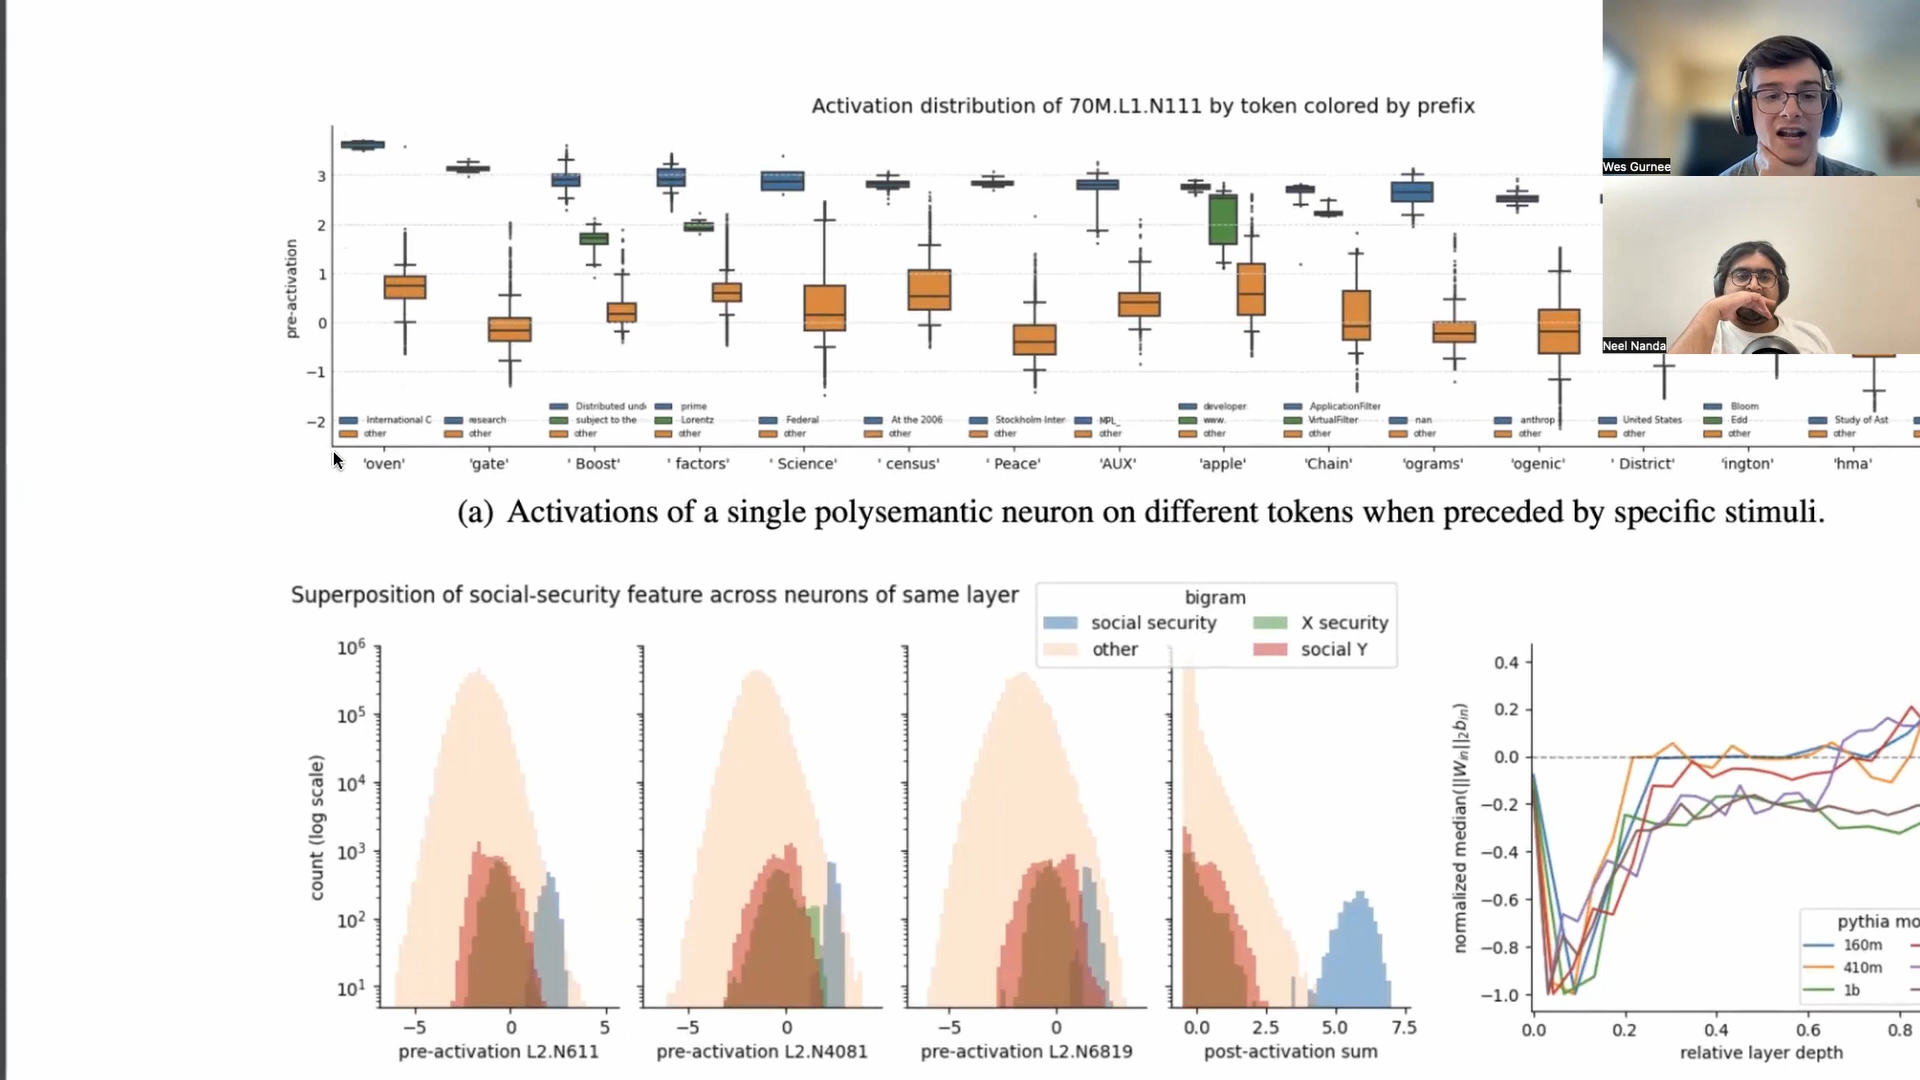 Activation distribution of 70M.L1.N111 by token colored by prefix
Wes Gurnee
Neel Nanda
pre-activation
3
2
1
0
−1
−2
International C
other
research
other
Distributed und
subject to the
other
prime
Lorentz
other
Federal
other
At the 2006
other
Stockholm Inter
other
MPL_
other
developer
www.
other
ApplicationFilter
VirtualFilter
other
nan
other
anthrop
other
United States
other
Bloom
Edd
other
Study of Ast
other
'oven' 'gate' ' Boost' ' factors' ' Science' ' census' ' Peace' 'AUX' 'apple' 'Chain' 'ograms' 'ogenic' ' District' 'ington' 'hma'
(a) Activations of a single polysemantic neuron on different tokens when preceded by specific stimuli.
Superposition of social-security feature across neurons of same layer
bigram
social security X security
other social Y
count (log scale)
10⁶
10⁵
10⁴
10³
10²
10¹
−5 0 5
pre-activation L2.N611
−5 0
pre-activation L2.N4081
−5 0
pre-activation L2.N6819
0.0 2.5 5.0 7.5
post-activation sum
normalized median(||W_in||₂b_in)
0.4
0.2
0.0
−0.2
−0.4
−0.6
−0.8
−1.0
pythia mo
160m
410m
1b
0.0 0.2 0.4 0.6 0.8
relative layer depth